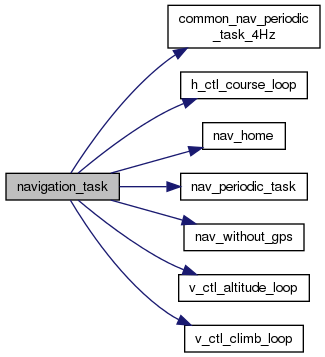 common_nav_periodic
_task_4Hz
h_ctl_course_loop
nav_home
navigation_task
nav_periodic_task
nav_without_gps
v_ctl_altitude_loop
v_ctl_climb_loop